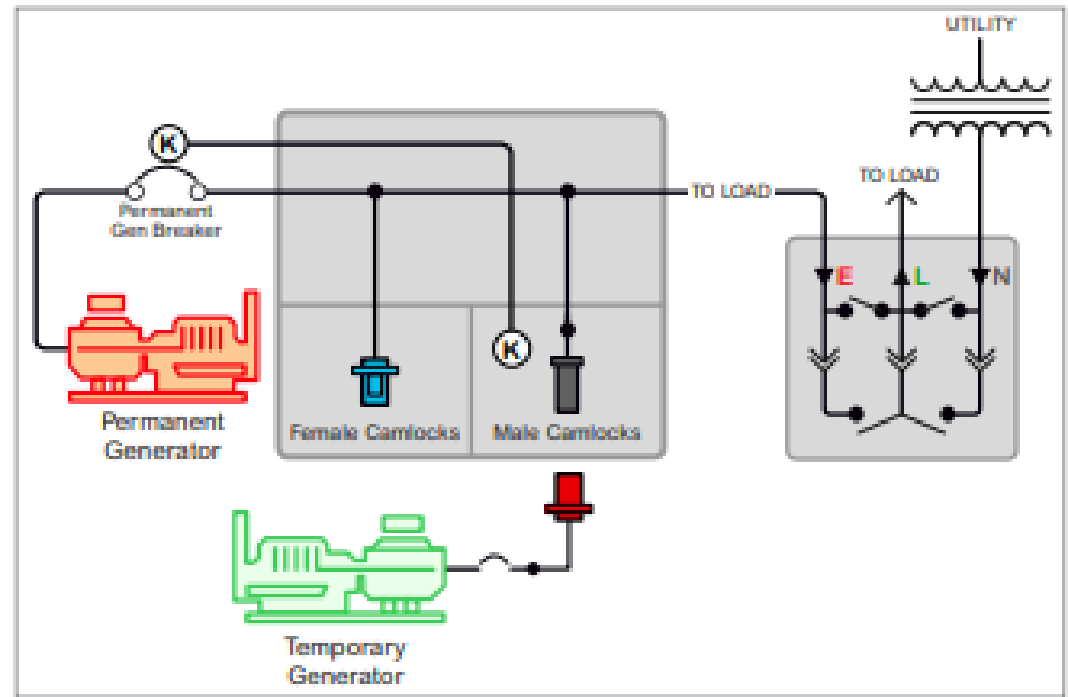 UTILITY
K
TO LOAD
TO LOAD
Permanent
Gen Breaker
E
L
N
K
Permanent
Generator
Female Camlocks
Male Camlocks
Temporary
Generator